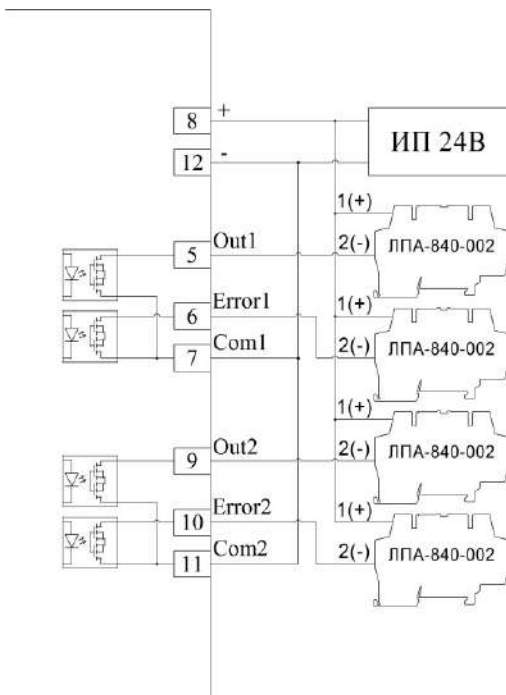 8 +
12 -
ИП 24В
1(+)
5 Out1 2(-) ЛПА-840-002
6 Error1 1(+)
7 Com1 2(-) ЛПА-840-002
1(+)
9 Out2 2(-) ЛПА-840-002
10 Error2 1(+)
11 Com2 2(-) ЛПА-840-002